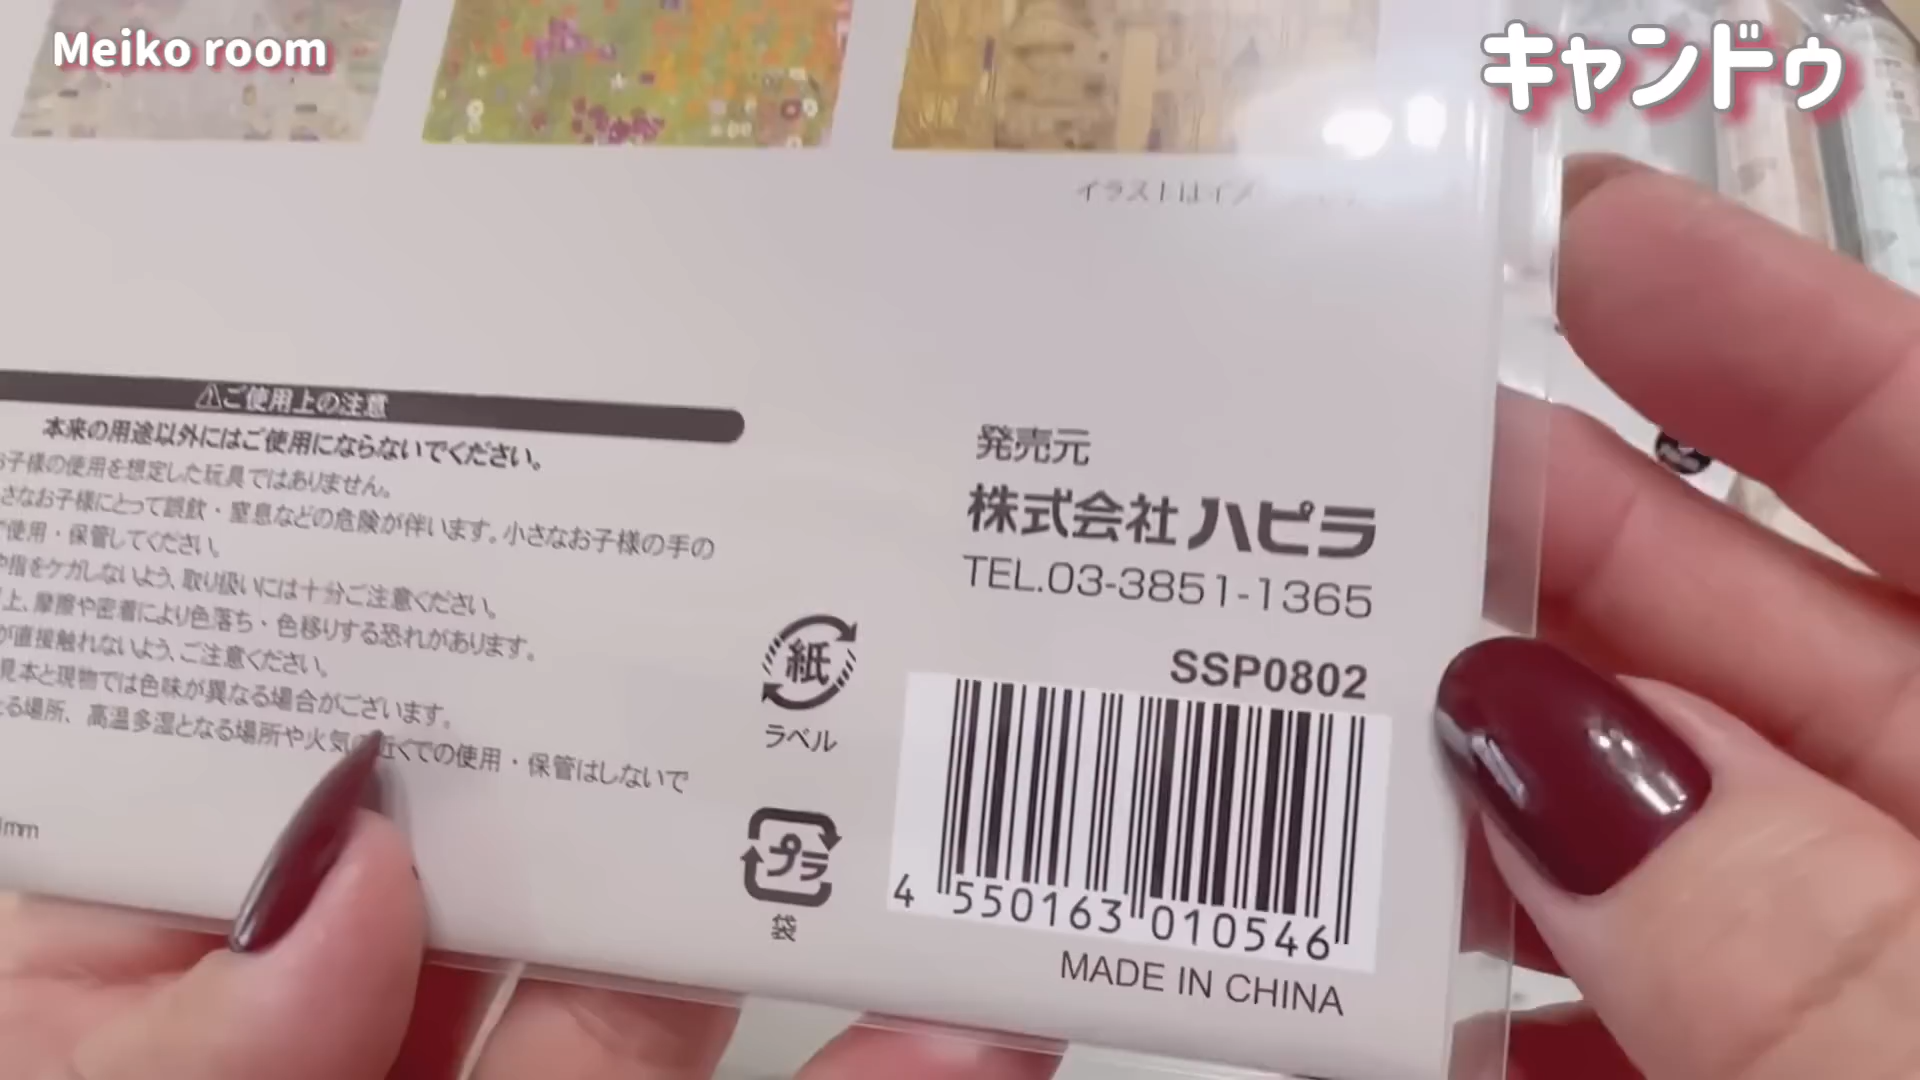 Meiko room
キャンドゥ
イラストはイメ
⚠ご使用上の注意
本来の用途以外にはご使用にならないでください。
お子様の使用を想定した玩具ではありません。
さなお子様にとって誤飲・窒息などの危険が伴います。小さなお子様の手の
使用・保管してください。
や指をケガしないよう、取り扱いには十分ご注意ください。
上、摩擦や密着により色落ち・色移りする恐れがあります。
が直接触れないよう、ご注意ください。
見本と現物では色味が異なる場合がございます。
る場所、高温多湿となる場所や火気の近くでの使用・保管はしないで
mm
紙
ラベル
プラ
袋
発売元
株式会社ハピラ
TEL.03-3851-1365
SSP0802
4 550163 010546
MADE IN CHINA